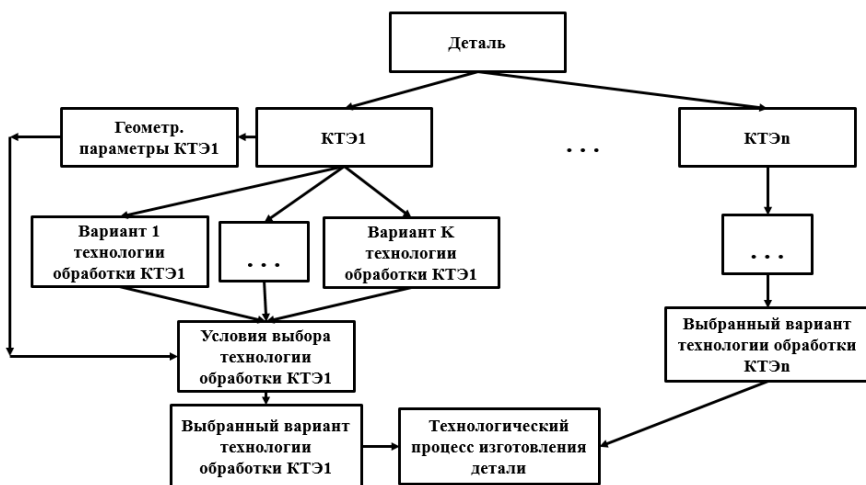 Деталь
Геометр.
параметры КТЭ1
КТЭ1
. . .
КТЭn
Вариант 1
технологии
обработки КТЭ1
. . .
Вариант K
технологии
обработки КТЭ1
. . .
Условия выбора
технологии
обработки КТЭ1
Выбранный вариант
технологии обработки
КТЭn
Выбранный вариант
технологии
обработки КТЭ1
Технологический
процесс изготовления
детали